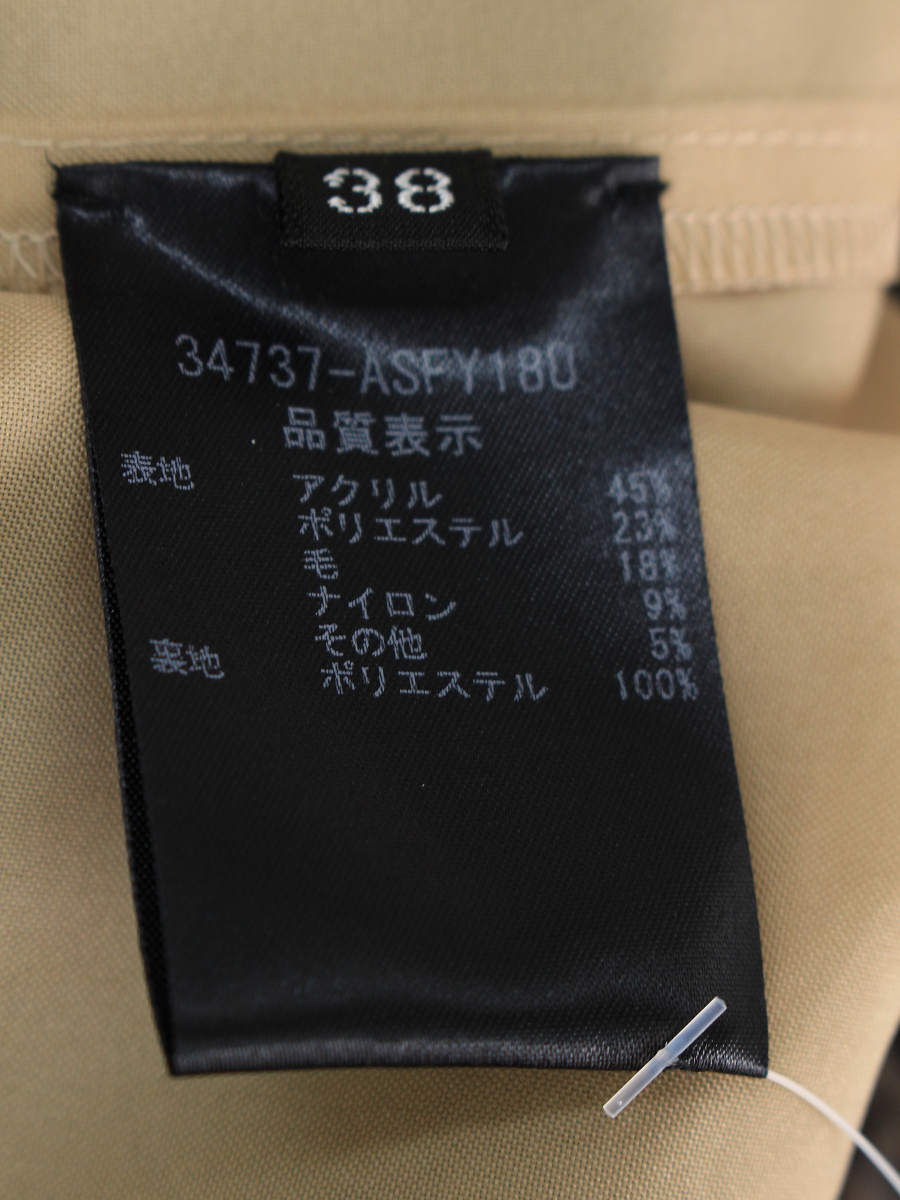 38
34737-ASFY180
品質表示
表地 アクリル 45%
ポリエステル 23%
毛 18%
ナイロン 9%
その他 5%
裏地 ポリエステル 100%